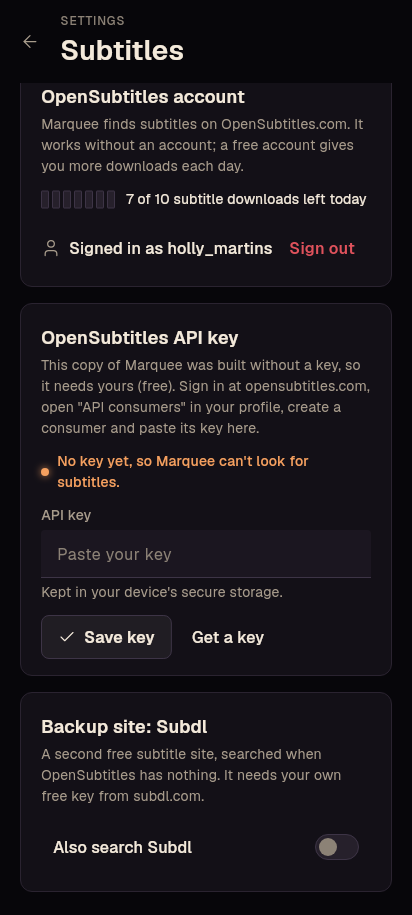 SETTINGS
Subtitles
OpenSubtitles account
Marquee finds subtitles on OpenSubtitles.com. It
works without an account; a free account gives
you more downloads each day.
7 of 10 subtitle downloads left today
Signed in as holly_martins Sign out
OpenSubtitles API key
This copy of Marquee was built without a key, so
it needs yours (free). Sign in at opensubtitles.com,
open "API consumers" in your profile, create a
consumer and paste its key here.
No key yet, so Marquee can't look for
subtitles.
API key
Paste your key
Kept in your device's secure storage.
Save key Get a key
Backup site: Subdl
A second free subtitle site, searched when
OpenSubtitles has nothing. It needs your own
free key from subdl.com.
Also search Subdl